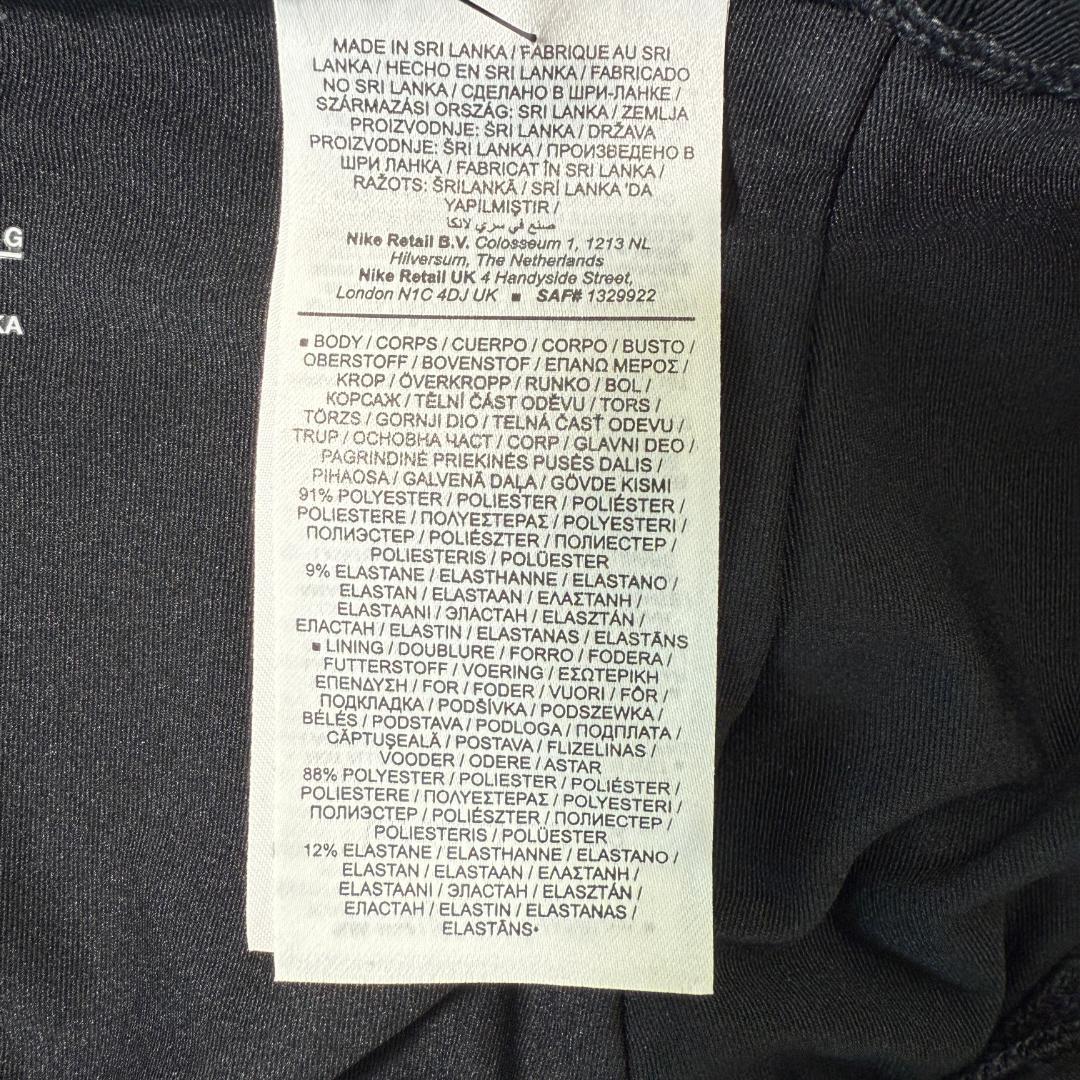 MADE IN SRI LANKA / FABRIQUE AU SRI
LANKA / HECHO EN SRI LANKA / FABRICADO
NO SRI LANKA / СДЕЛАНО В ШРИ-ЛАНКЕ /
SZÁRMAZÁSI ORSZÁG: SRI LANKA / ZEMLJA
PROIZVODNJE: ŠRI LANKA / DRŽAVA
PROIZVODNJE: ŠRI LANKA / ПРОИЗВЕДЕНО В
ШРИ ЛАНКА / FABRICAT ÎN SRI LANKA /
RAŽOTS: ŠRILANKĀ / SRİ LANKA 'DA
YAPILMIŞTIR /
صنع في سري لانكا
Nike Retail B.V. Colosseum 1, 1213 NL
Hilversum, The Netherlands
Nike Retail UK 4 Handyside Street,
London N1C 4DJ UK ▪ SAF# 1329922
▪ BODY / CORPS / CUERPO / CORPO / BUSTO /
OBERSTOFF / BOVENSTOF / ΕΠΑΝΩ ΜΕΡΟΣ /
KROP / ÖVERKROPP / RUNKO / BOL /
КОРСАЖ / TĚLNÍ ČÁST ODĚVU / TORS /
TÖRZS / GORNJI DIO / TELNÁ ČASŤ ODEVU /
TRUP / ОСНОВНА ЧАСТ / CORP / GLAVNI DEO /
PAGRINDINĖ PRIEKINĖS PUSĖS DALIS /
PIHAOSA / GALVENĀ DAĻA / GÖVDE KISMI
91% POLYESTER / POLIESTER / POLIÉSTER /
POLIESTERE / ΠΟΛΥΕΣΤΕΡΑΣ / POLYESTERI /
ПОЛИЭСТЕР / POLIÉSZTER / ПОЛИЕСТЕР /
POLIESTERIS / POLÜESTER
9% ELASTANE / ELASTHANNE / ELASTANO /
ELASTAN / ELASTAAN / ΕΛΑΣΤΑΝΗ /
ELASTAANI / ЭЛАСТАН / ELASZTÁN /
ЕЛАСТАН / ELASTIN / ELASTANAS / ELASTĀNS
▪ LINING / DOUBLURE / FORRO / FODERA /
FUTTERSTOFF / VOERING / ΕΣΩΤΕΡΙΚΗ
ΕΠΕΝΔΥΣΗ / FOR / FODER / VUORI / FÔR /
ПОДКЛАДКА / PODŠÍVKA / PODSZEWKA /
BÉLÉS / PODSTAVA / PODLOGA / ПОДПЛАТА /
CĂPTUȘEALĂ / POSTAVA / FLIZELINAS /
VOODER / ODERE / ASTAR
88% POLYESTER / POLIESTER / POLIÉSTER /
POLIESTERE / ΠΟΛΥΕΣΤΕΡΑΣ / POLYESTERI /
ПОЛИЭСТЕР / POLIÉSZTER / ПОЛИЕСТЕР /
POLIESTERIS / POLÜESTER
12% ELASTANE / ELASTHANNE / ELASTANO /
ELASTAN / ELASTAAN / ΕΛΑΣΤΑΝΗ /
ELASTAANI / ЭЛАСТАН / ELASZTÁN /
ЕЛАСТАН / ELASTIN / ELASTANAS /
ELASTĀNS•
G
KA